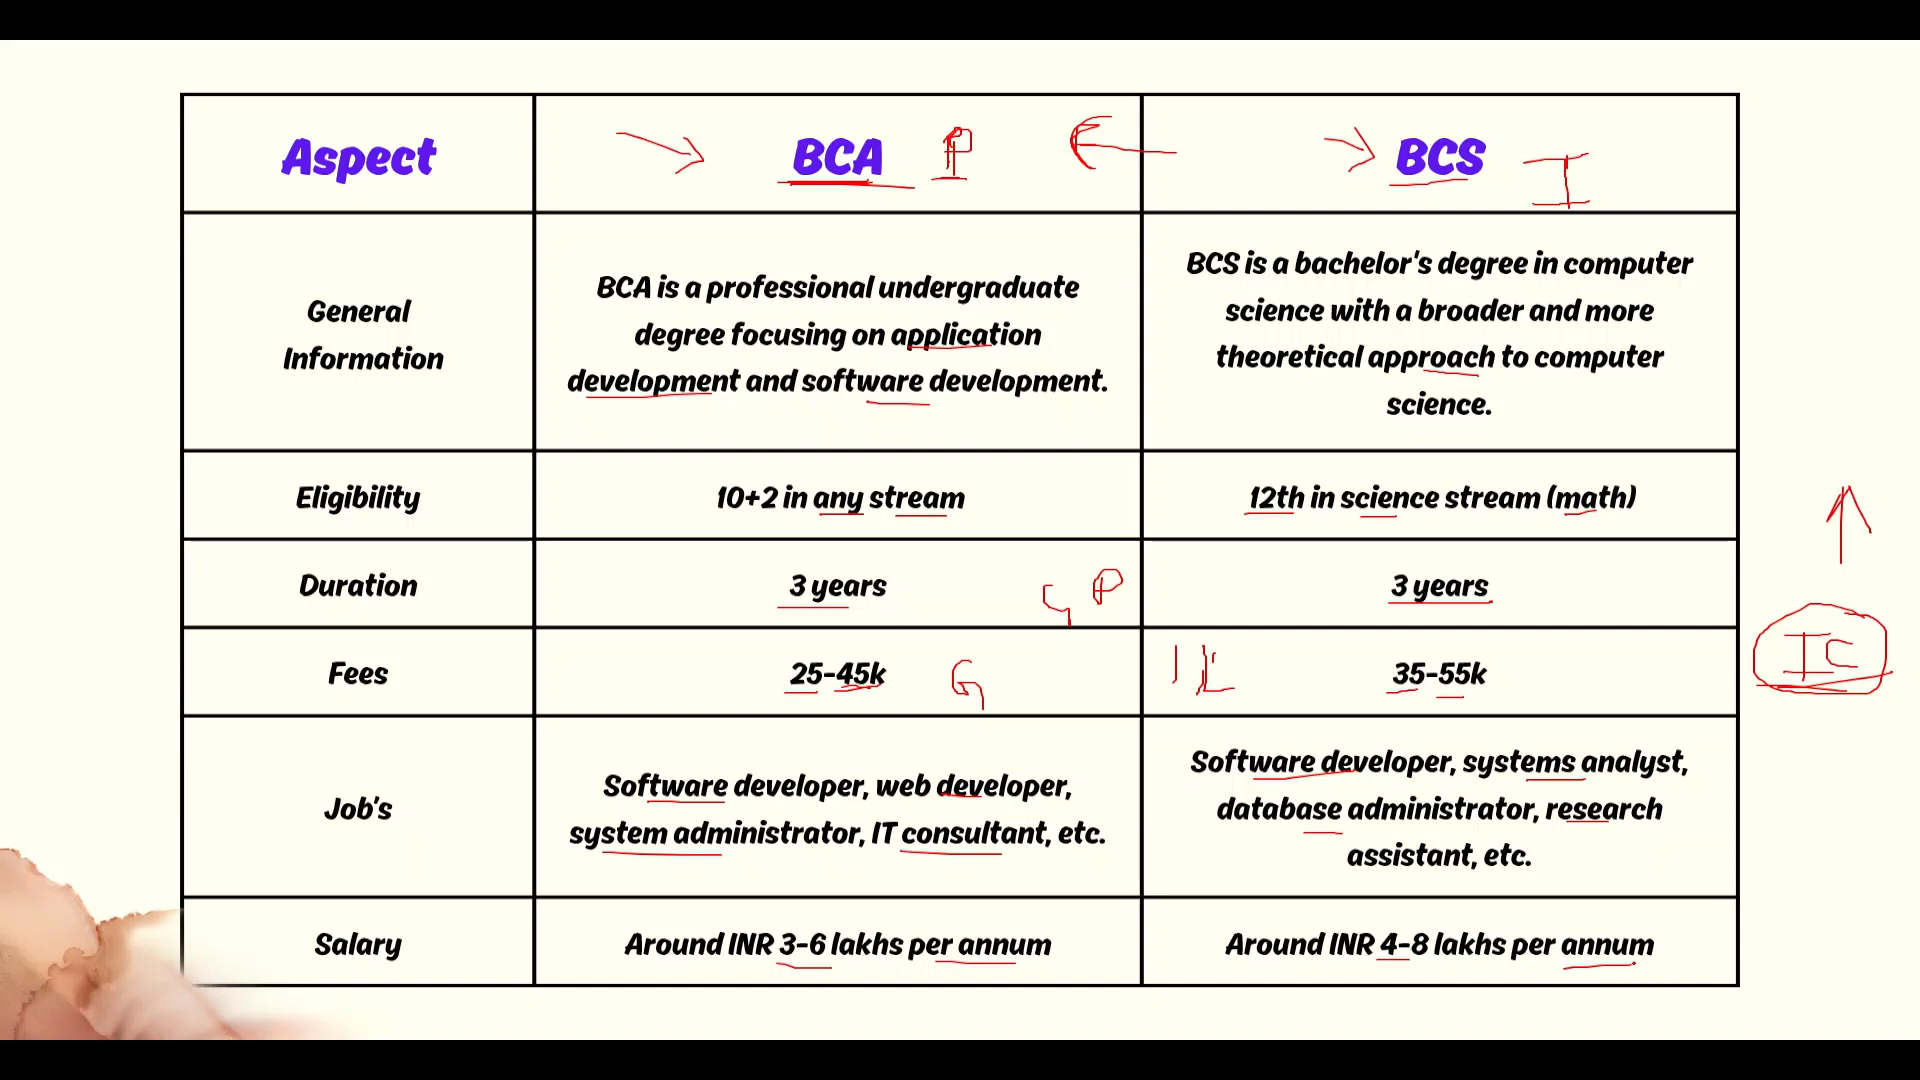 Aspect
BCA
P
BCS
I
General
Information
BCA is a professional undergraduate
degree focusing on application
development and software development.
BCS is a bachelor's degree in computer
science with a broader and more
theoretical approach to computer
science.
Eligibility
10+2 in any stream
12th in science stream (math)
Duration
3 years
G P
3 years
Fees
25-45k
G
1L
35-55k
IC
Job's
Software developer, web developer,
system administrator, IT consultant, etc.
Software developer, systems analyst,
database administrator, research
assistant, etc.
Salary
Around INR 3-6 lakhs per annum
Around INR 4-8 lakhs per annum